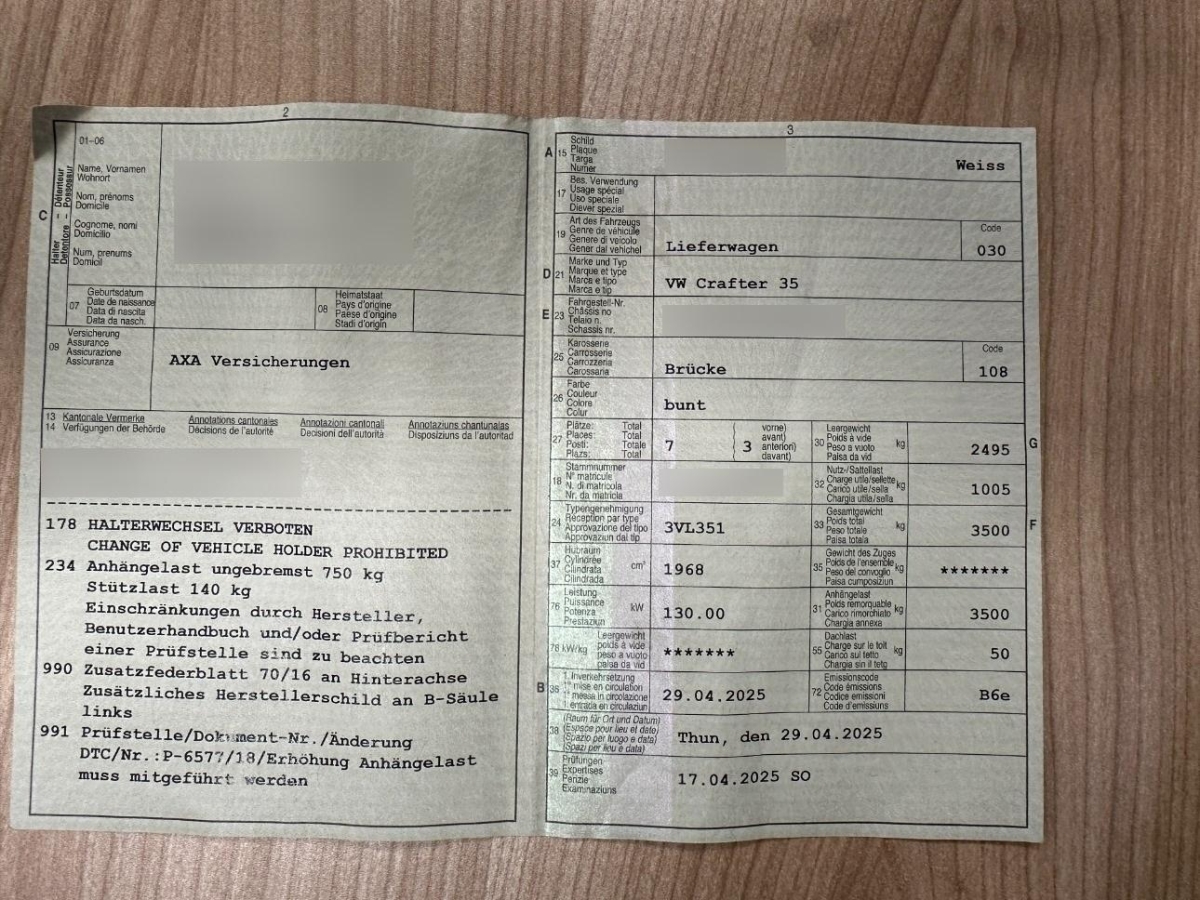 2
01-06
C
Halter – Détenteur
Detentore – Possessur
Name, Vornamen
Wohnort
Nom, prénoms
Domicile
Cognome, nomi
Domicilio
Num, prenums
Domicil
07 Geburtsdatum
Date de naissance
Data di nascita
Data da nasch.
08 Heimatstaat
Pays d'origine
Paese d'origine
Stadi d'origin
09 Versicherung
Assurance
Assicurazione
Assicuranza
AXA Versicherungen
13 Kantonale Vermerke Annotations cantonales Annotazioni cantonali Annotaziuns chantunalas
14 Verfügungen der Behörde Décisions de l'autorité Decisioni dell'autorità Disposiziuns da l'autoritad
178 HALTERWECHSEL VERBOTEN
CHANGE OF VEHICLE HOLDER PROHIBITED
234 Anhängelast ungebremst 750 kg
Stützlast 140 kg
Einschränkungen durch Hersteller,
Benutzerhandbuch und/oder Prüfbericht
einer Prüfstelle sind zu beachten
990 Zusatzfederblatt 70/16 an Hinterachse
Zusätzliches Herstellerschild an B-Säule
links
991 Prüfstelle/Dokument-Nr./Änderung
DTC/Nr.:P-6577/18/Erhöhung Anhängelast
muss mitgeführt werden
3
A 15 Schild
Plaque
Targa
Numer
Weiss
17 Bes. Verwendung
Usage spécial
Uso speciale
Diever spezial
19 Art des Fahrzeugs
Genre de véhicule
Genere di veicolo
Gener dal vehichel
Lieferwagen
Code
030
D 21 Marke und Typ
Marque et type
Marca e tipo
Marca e tip
VW Crafter 35
E 23 Fahrgestell-Nr.
Châssis no
Telaio n.
Schassis nr.
25 Karosserie
Carrosserie
Carrozzeria
Carossaria
Brücke
Code
108
26 Farbe
Couleur
Colore
Colur
bunt
27 Plätze: Total
Places: Total
Posti: Totale
Plazs: Total
7
( 3 vorne)
avant)
anteriori)
davant)
30 Leergewicht
Poids à vide
Peso a vuoto
Paisa da vid
kg
2495
G
18 Stammnummer
N° matricule
N. di matricola
Nr. da matricla
32 Nutz-/Sattellast
Charge utile/sellette
Carico utile/sella
Chargia utila/sella
kg
1005
24 Typengenehmigung
Réception par type
Approvazione del tipo
Approvaziun dal tip
3VL351
33 Gesamtgewicht
Poids total
Peso totale
Paisa totala
kg
3500
F
37 Hubraum
Cylindrée
Cilindrata
Cilindrada
cm³
1968
35 Gewicht des Zuges
Poids de l'ensemble
Peso del convoglio
Paisa cumposiziun
kg
*******
76 Leistung
Puissance
Potenza
Prestaziun
kW
130.00
31 Anhängelast
Poids remorquable
Carico rimorchiato
Chargia annexa
kg
3500
78 kW/kg
Leergewicht
poids à vide
peso a vuoto
paisa da vid
*******
55 Dachlast
Charge sur le toit
Carico sul tetto
Chargia sin il tetg
kg
50
B 36 1. Inverkehrsetzung
1re mise en circulation
1a messa in circolazione
1. entrada en circulaziun
29.04.2025
72 Emissionscode
Code émissions
Codice emissioni
Code d'emissiuns
B6e
38 (Raum für Ort und Datum)
(Espace pour lieu et date)
(Spazio per luogo e data)
(Spazi per lieu e data)
Thun, den 29.04.2025
39 Prüfungen
Expertises
Perizie
Examinaziuns
17.04.2025 SO